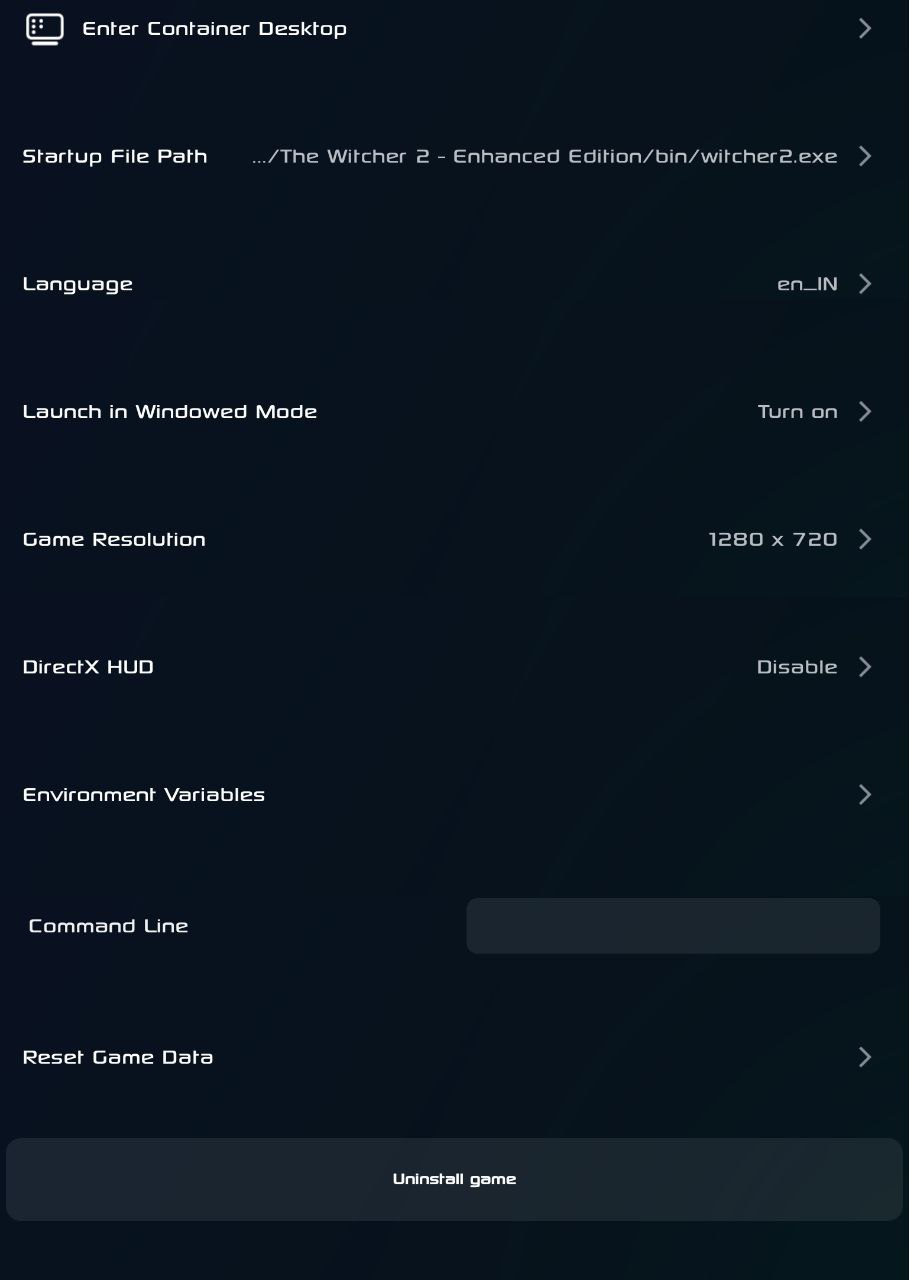 Enter Container Desktop
Startup File Path .../The Witcher 2 - Enhanced Edition/bin/witcher2.exe
Language en_IN
Launch in Windowed Mode Turn on
Game Resolution 1280 x 720
DirectX HUD Disable
Environment Variables
Command Line
Reset Game Data
Uninstall game